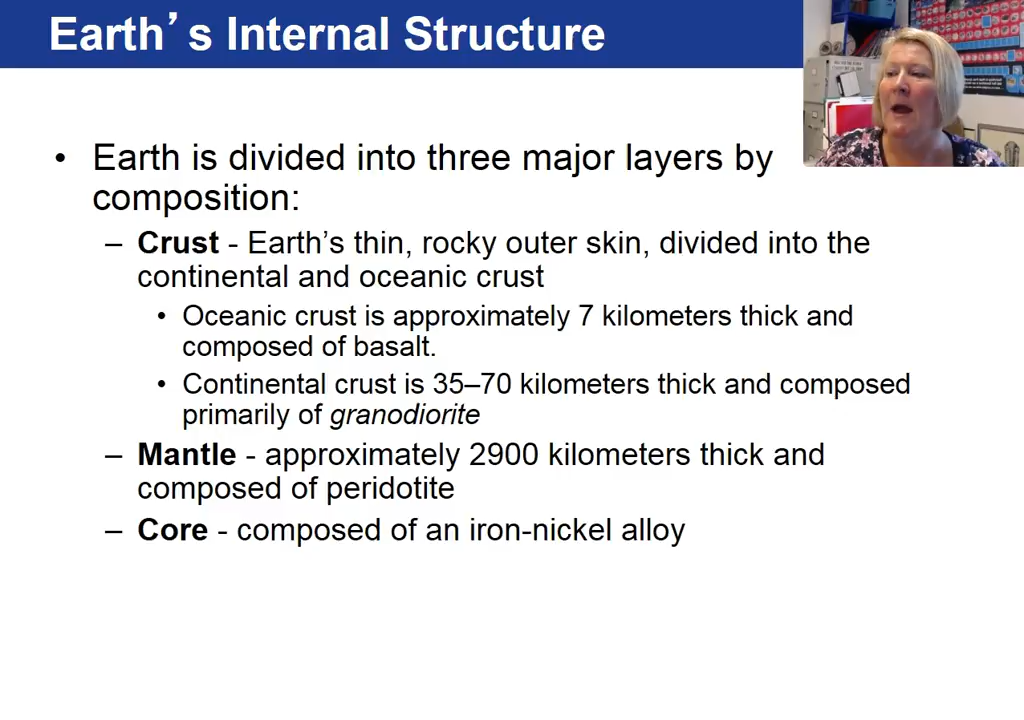 Earth’s Internal Structure
• Earth is divided into three major layers by
composition:
– Crust - Earth’s thin, rocky outer skin, divided into the
continental and oceanic crust
• Oceanic crust is approximately 7 kilometers thick and
composed of basalt.
• Continental crust is 35–70 kilometers thick and composed
primarily of granodiorite
– Mantle - approximately 2900 kilometers thick and
composed of peridotite
– Core - composed of an iron-nickel alloy